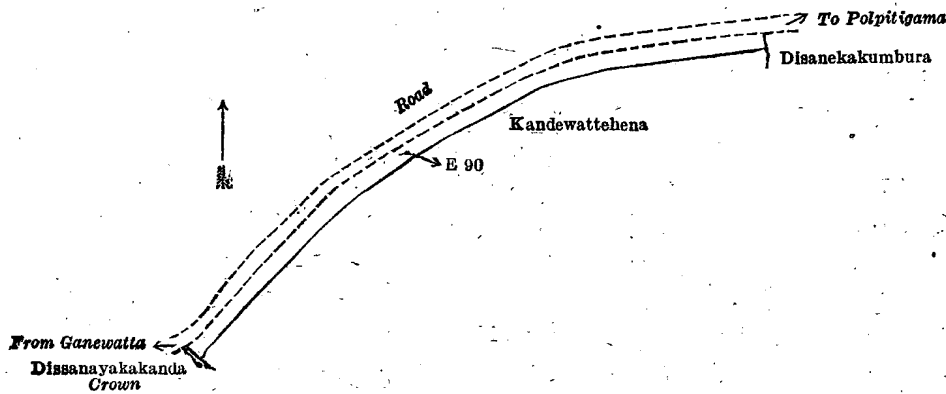 To Polpitigama
Disanekakumbura
Road
Kandewattehena
E 90
From Ganewatta
Dissanayakakanda
Crown